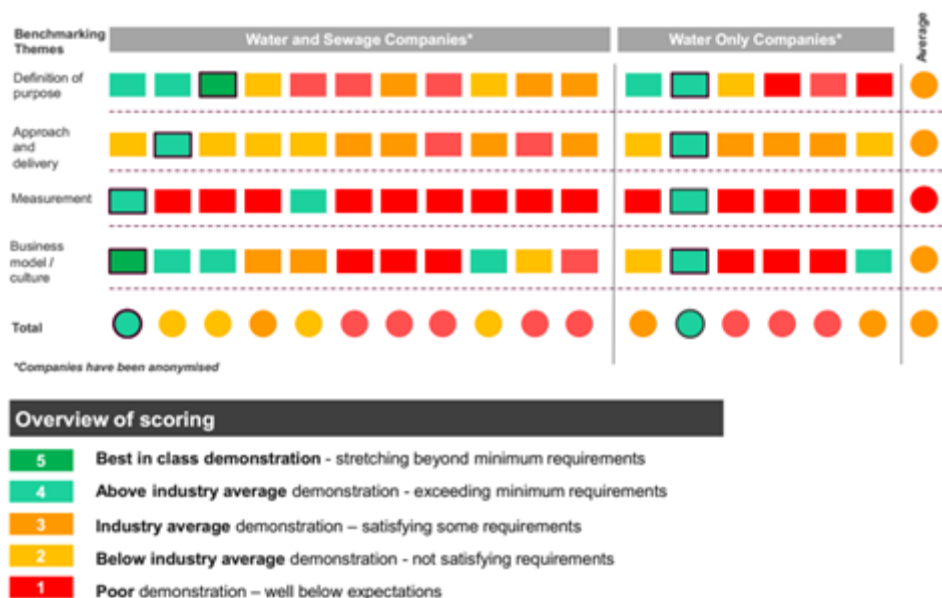 Benchmarking
Themes
Water and Sewage Companies*
Water Only Companies*
Average
Definition of
purpose
Approach
and
delivery
Measurement
Business
model /
culture
Total
*Companies have been anonymised
Overview of scoring
5 Best in class demonstration - stretching beyond minimum requirements
4 Above industry average demonstration - exceeding minimum requirements
3 Industry average demonstration – satisfying some requirements
2 Below industry average demonstration - not satisfying requirements
1 Poor demonstration – well below expectations